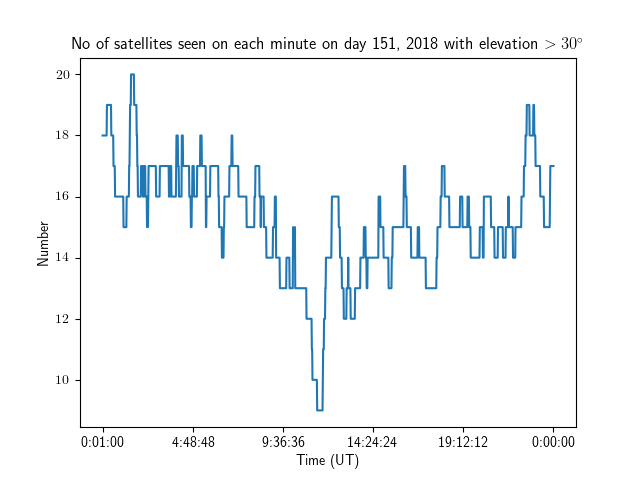 No of satellites seen on each minute on day 151, 2018 with elevation > 30°
20
18
16
14
12
10
Number
0:01:00 4:48:48 9:36:36 14:24:24 19:12:12 0:00:00
Time (UT)